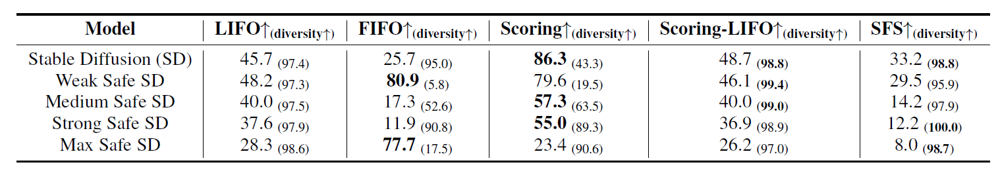 Model LIFO↑(diversity↑) FIFO↑(diversity↑) Scoring↑(diversity↑) Scoring-LIFO↑(diversity↑) SFS↑(diversity↑)
Stable Diffusion (SD) 45.7 (97.4) 25.7 (95.0) 86.3 (43.3) 48.7 (98.8) 33.2 (98.8)
Weak Safe SD 48.2 (97.3) 80.9 (5.8) 79.6 (19.5) 46.1 (99.4) 29.5 (95.9)
Medium Safe SD 40.0 (97.5) 17.3 (52.6) 57.3 (63.5) 40.0 (99.0) 14.2 (97.9)
Strong Safe SD 37.6 (97.9) 11.9 (90.8) 55.0 (89.3) 36.9 (98.9) 12.2 (100.0)
Max Safe SD 28.3 (98.6) 77.7 (17.5) 23.4 (90.6) 26.2 (97.0) 8.0 (98.7)